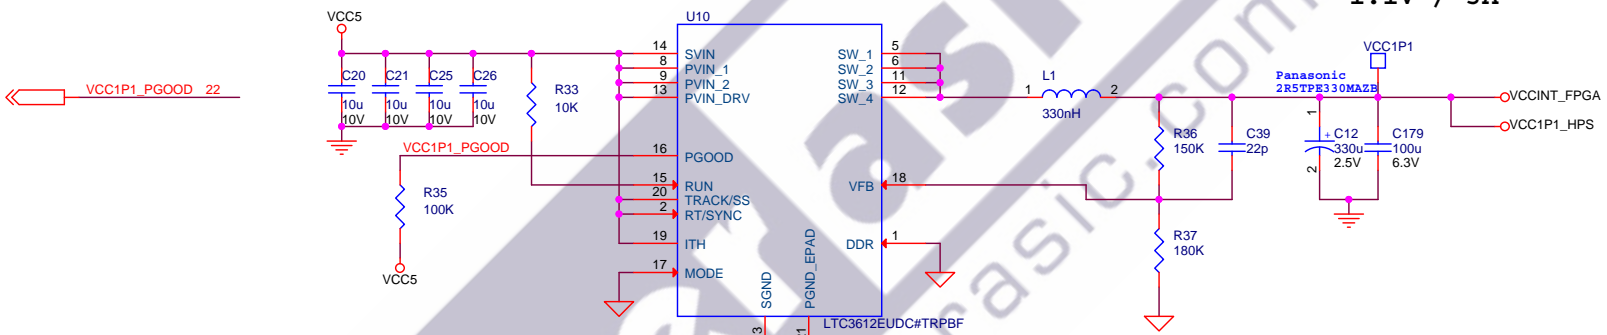 1.1V / 5A
VCC5
U10
VCC1P1
VCC1P1_PGOOD 22
C20
10u
10V
C21
10u
10V
C25
10u
10V
C26
10u
10V
R33
10K
14 SVIN
8 PVIN_1
9 PVIN_2
13 PVIN_DRV
SW_1 5
SW_2 6
SW_3 11
SW_4 12
L1
1 2
330nH
Panasonic
2R5TPE330MAZB
VCCINT_FPGA
VCC1P1_HPS
VCC1P1_PGOOD
16 PGOOD
15 RUN
20 TRACK/SS
2 RT/SYNC
19 ITH
17 MODE
VFB 18
DDR 1
R35
100K
VCC5
R36
150K
C39
22p
1
+ C12
330u
2.5V
2
C179
100u
6.3V
R37
180K
SGND
PGND_EPAD
3
LTC3612EUDC#TRPBF
terasic.com